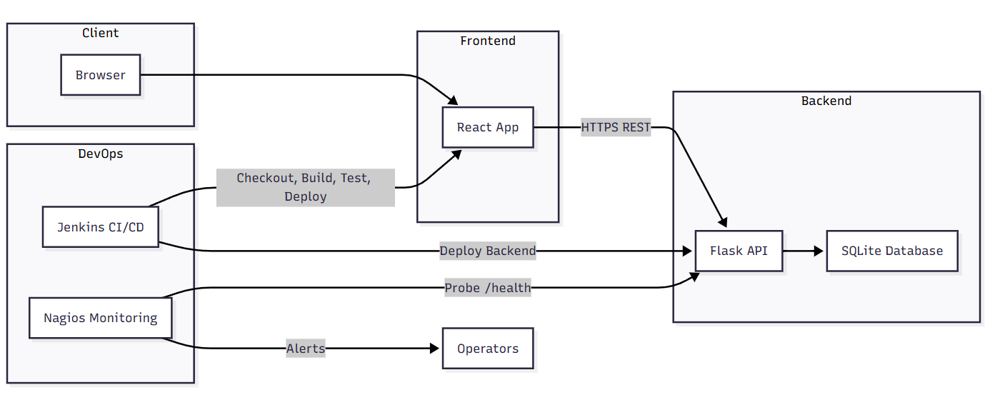 Client
Browser
Frontend
React App
HTTPS REST
Backend
Flask API
SQLite Database
DevOps
Jenkins CI/CD
Checkout, Build, Test,
Deploy
Deploy Backend
Nagios Monitoring
Probe /health
Alerts
Operators